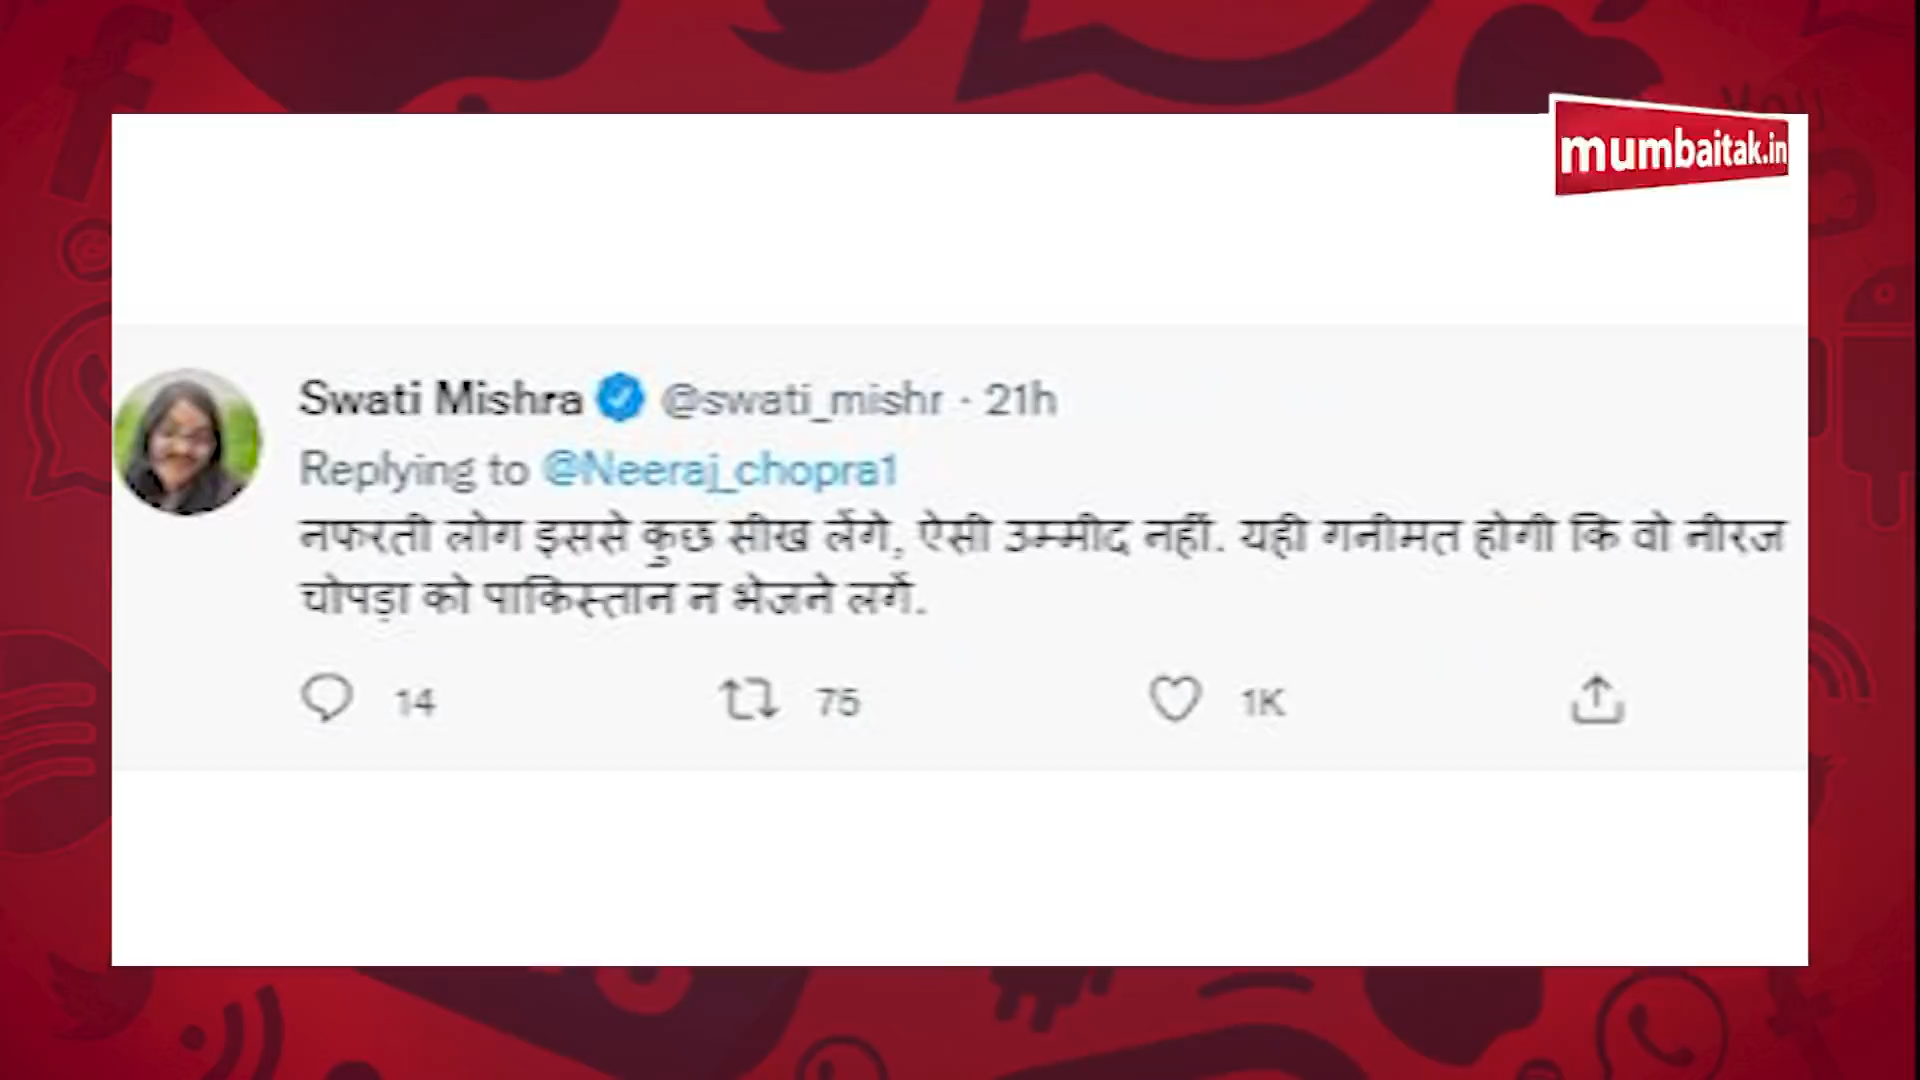 mumbaitak.in
Swati Mishra @swati_mishr · 21h
Replying to @Neeraj_chopra1
नफरती लोग इससे कुछ सीख लेंगे, ऐसी उम्मीद नहीं. यही गनीमत होगी कि वो नीरज
चोपड़ा को पाकिस्तान न भेजने लगें.
14 75 1K